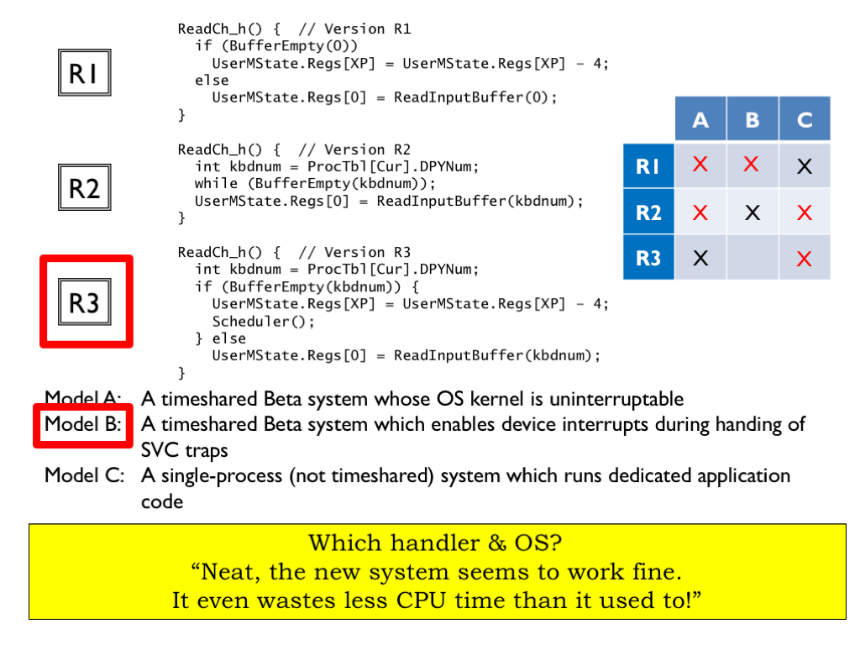 R1
ReadCh_h() {  // Version R1
  if (BufferEmpty(0))
    UserMState.Regs[XP] = UserMState.Regs[XP] - 4;
  else
    UserMState.Regs[0] = ReadInputBuffer(0);
}
R2
ReadCh_h() {  // Version R2
  int kbdnum = ProcTbl[Cur].DPYNum;
  while (BufferEmpty(kbdnum));
  UserMState.Regs[0] = ReadInputBuffer(kbdnum);
}
R3
ReadCh_h() {  // Version R3
  int kbdnum = ProcTbl[Cur].DPYNum;
  if (BufferEmpty(kbdnum)) {
    UserMState.Regs[XP] = UserMState.Regs[XP] - 4;
    Scheduler();
  } else
    UserMState.Regs[0] = ReadInputBuffer(kbdnum);
}
A B C
R1 X X X
R2 X X X
R3 X X
Model A: A timeshared Beta system whose OS kernel is uninterruptable
Model B: A timeshared Beta system which enables device interrupts during handing of
SVC traps
Model C: A single-process (not timeshared) system which runs dedicated application
code
Which handler & OS?
“Neat, the new system seems to work fine.
It even wastes less CPU time than it used to!”